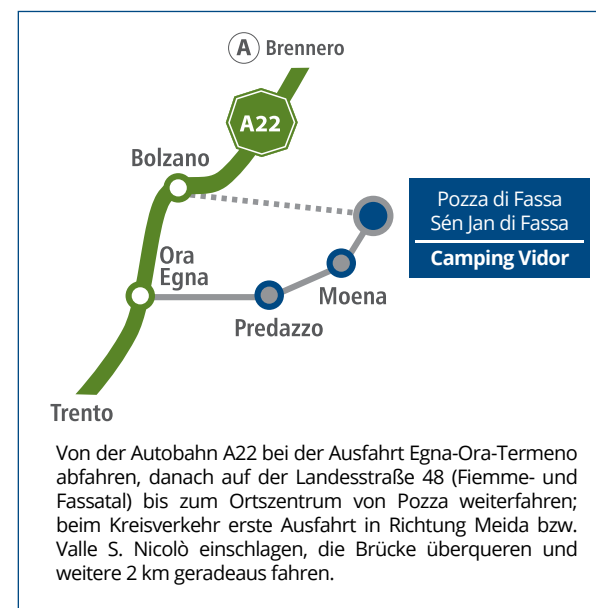 A Brennero
A22
Bolzano
Pozza di Fassa
Sén Jan di Fassa
Camping Vidor
Ora
Egna
Moena
Predazzo
Trento
Von der Autobahn A22 bei der Ausfahrt Egna-Ora-Termeno
abfahren, danach auf der Landesstraße 48 (Fiemme- und
Fassatal) bis zum Ortszentrum von Pozza weiterfahren;
beim Kreisverkehr erste Ausfahrt in Richtung Meida bzw.
Valle S. Nicolò einschlagen, die Brücke überqueren und
weitere 2 km geradeaus fahren.